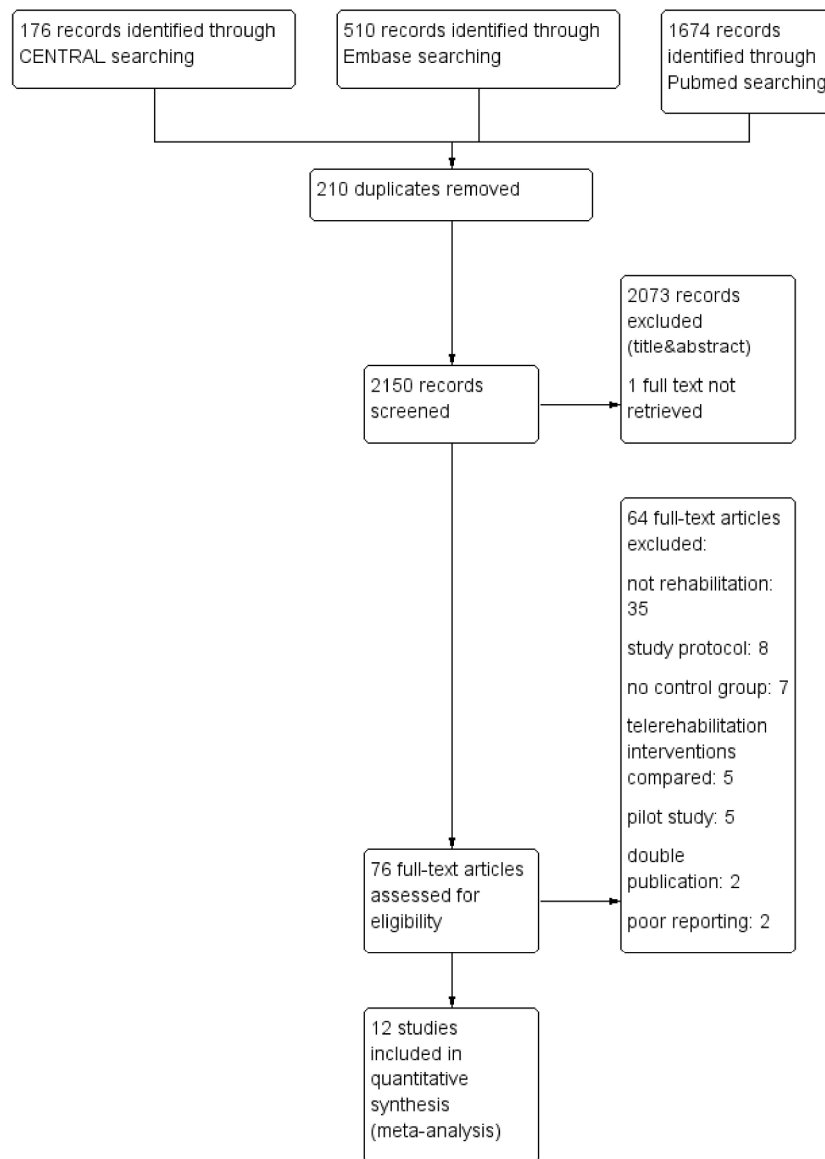 176 records identified through
CENTRAL searching
510 records identified through
Embase searching
1674 records
identified through
Pubmed searching
210 duplicates removed
2073 records
excluded
(title&abstract)
1 full text not
retrieved
2150 records
screened
64 full-text articles
excluded:
not rehabilitation:
35
study protocol: 8
no control group: 7
telerehabilitation
interventions
compared: 5
pilot study: 5
double
publication: 2
poor reporting: 2
76 full-text articles
assessed for
eligibility
12 studies
included in
quantitative
synthesis
(meta-analysis)